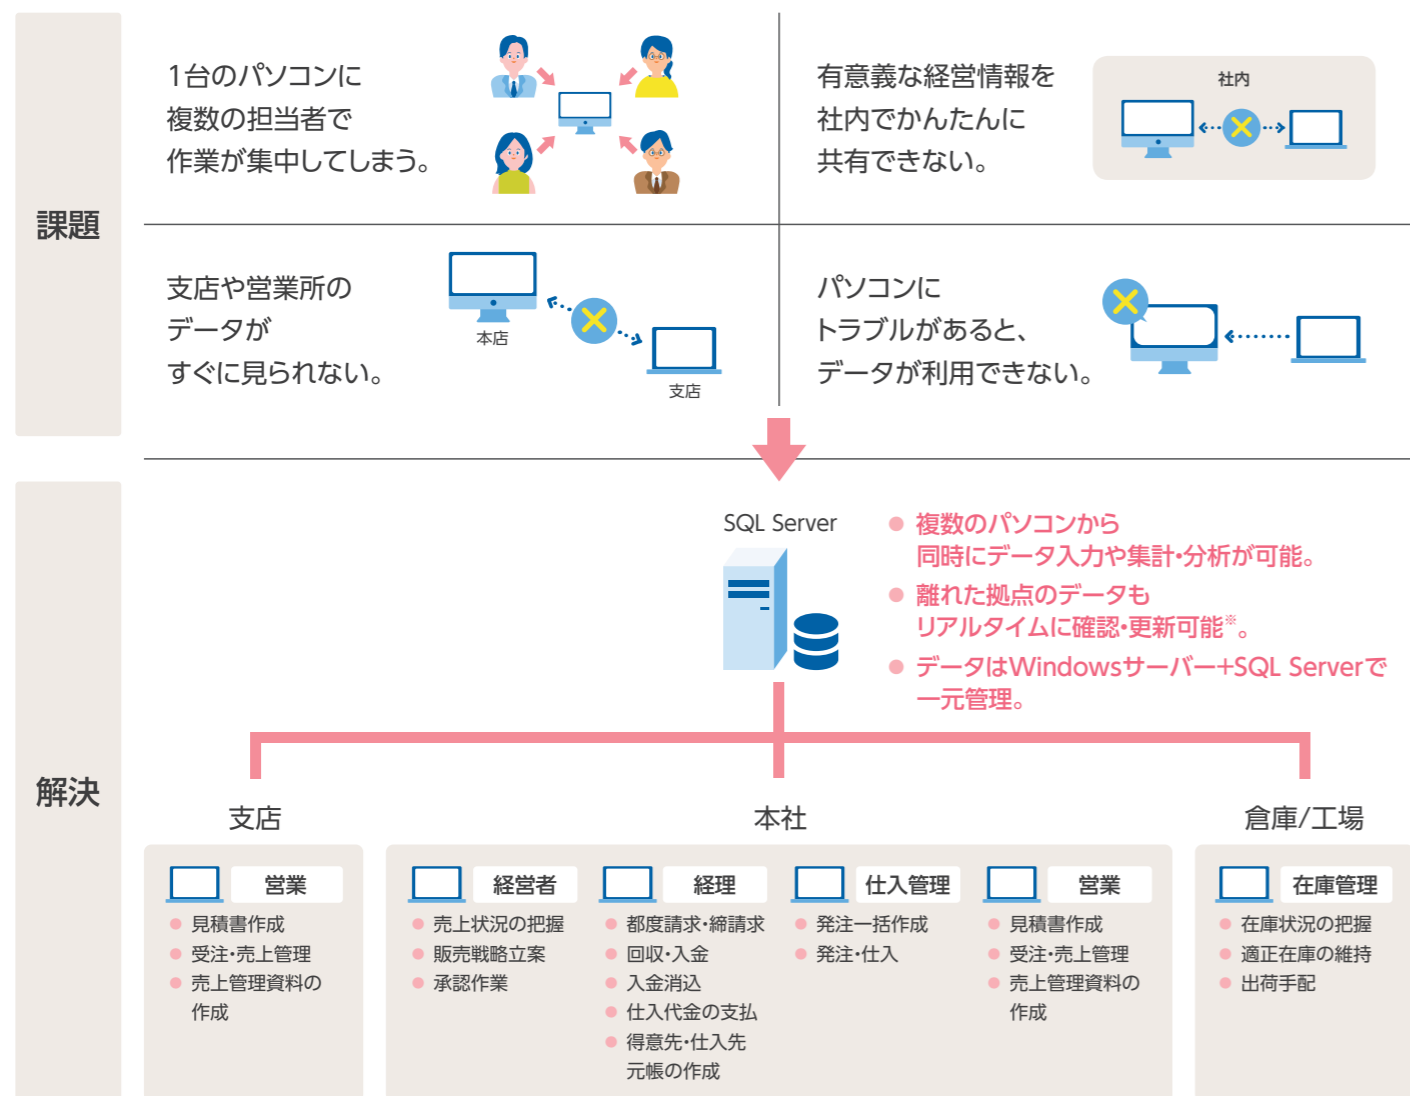 課題
1台のパソコンに
複数の担当者で
作業が集中してしまう。
有意義な経営情報を
社内でかんたんに
共有できない。
社内
支店や営業所の
データが
すぐに見られない。
本店
支店
パソコンに
トラブルがあると、
データが利用できない。
解決
SQL Server
● 複数のパソコンから
同時にデータ入力や集計・分析が可能。
● 離れた拠点のデータも
リアルタイムに確認・更新可能※。
● データはWindowsサーバー+SQL Serverで
一元管理。
支店
営業
● 見積書作成
● 受注・売上管理
● 売上管理資料の
作成
本社
経営者
● 売上状況の把握
● 販売戦略立案
● 承認作業
経理
● 都度請求・締請求
● 回収・入金
● 入金消込
● 仕入代金の支払
● 得意先・仕入先
元帳の作成
仕入管理
● 発注一括作成
● 発注・仕入
営業
● 見積書作成
● 受注・売上管理
● 売上管理資料の
作成
倉庫/工場
在庫管理
● 在庫状況の把握
● 適正在庫の維持
● 出荷手配